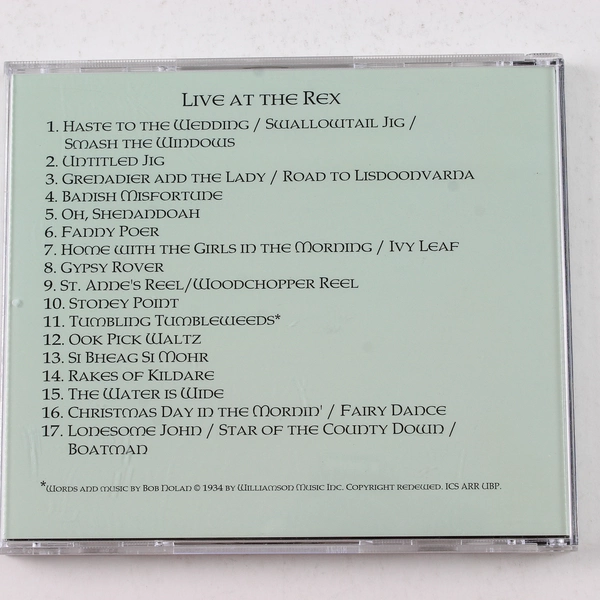 Live at the Rex
1. Haste to the Wedding / Swallowtail Jig /
Smash the Windows
2. Untitled Jig
3. Grenadier and the Lady / Road to Lisdoonvarna
4. Banish Misfortune
5. Oh, Shenandoah
6. Fanny Poer
7. Home with the Girls in the Morning / Ivy Leaf
8. Gypsy Rover
9. St. Anne's Reel/Woodchopper Reel
10. Stoney Point
11. Tumbling Tumbleweeds*
12. Ook Pick Waltz
13. Si Bheag Si Mohr
14. Rakes of Kildare
15. The Water is Wide
16. Christmas Day in the Mornin' / Fairy Dance
17. Lonesome John / Star of the County Down /
Boatman
*Words and music by Bob Nolan © 1934 by Williamson Music Inc. Copyright renewed. ICS ARR UBP.